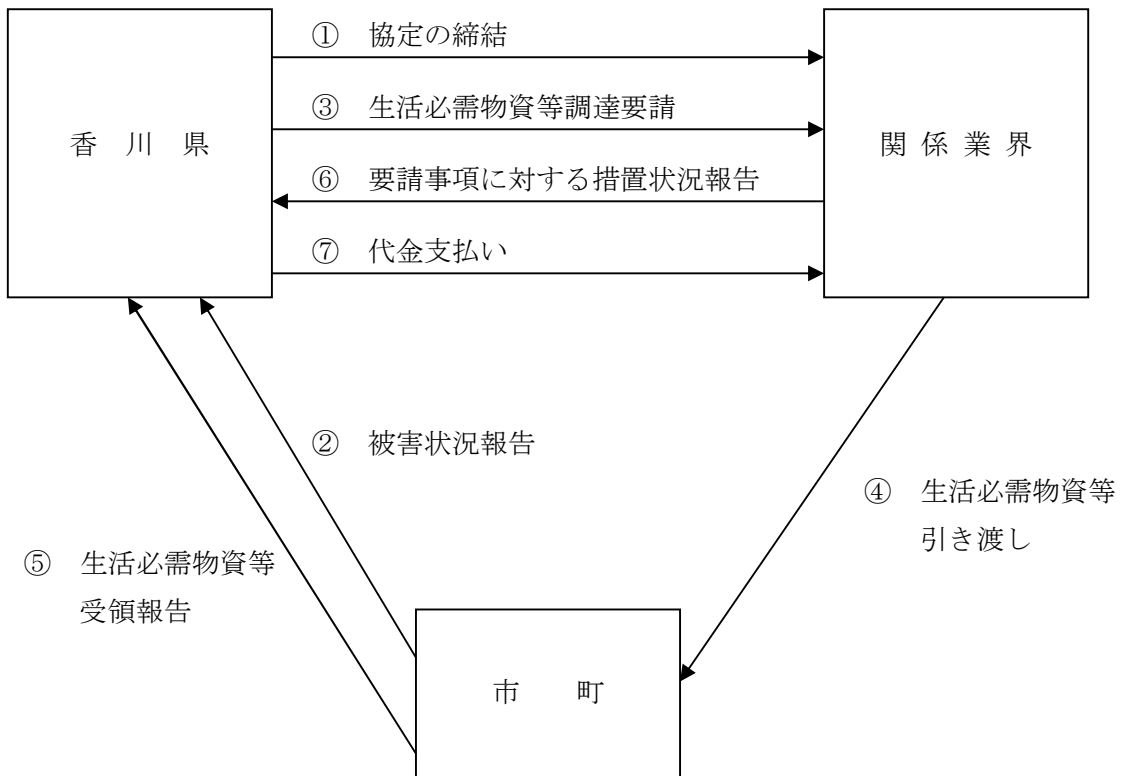 ① 協定の締結
③ 生活必需物資等調達要請
香 川 県
関 係 業 界
⑥ 要請事項に対する措置状況報告
⑦ 代金支払い
② 被害状況報告
④ 生活必需物資等
引き渡し
⑤ 生活必需物資等
受領報告
市 町